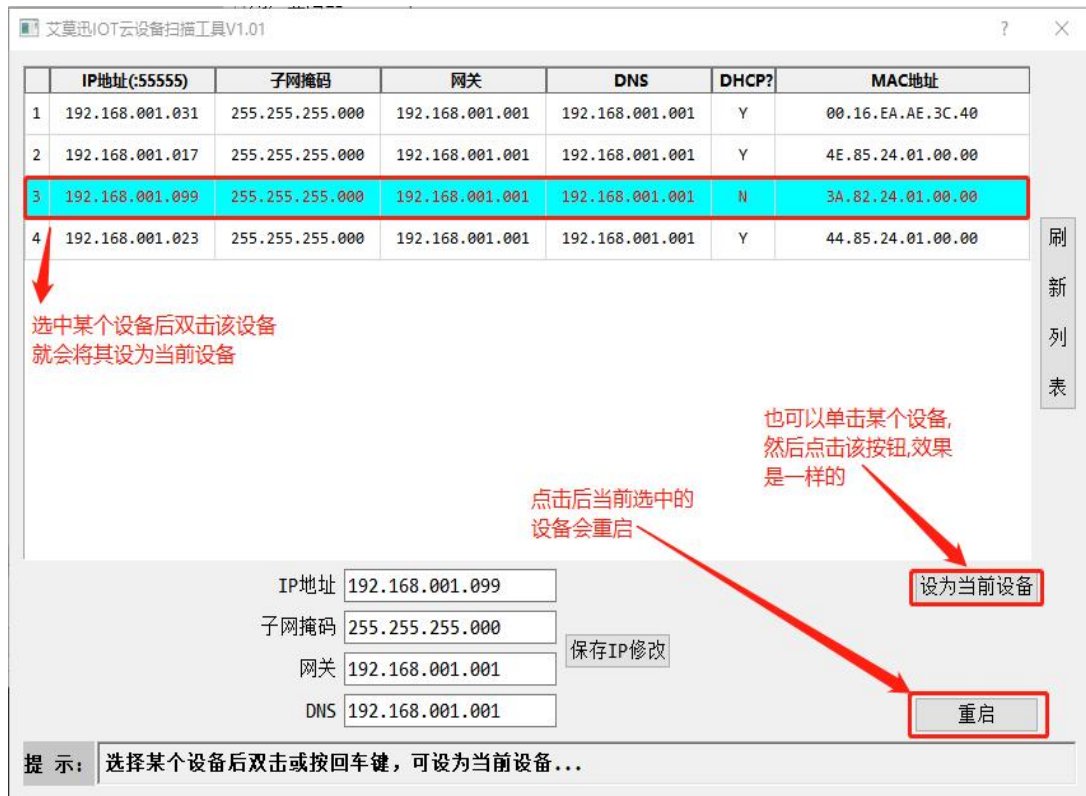 艾莫迅IOT云设备扫描工具V1.01 ?
IP地址(:55555) 子网掩码 网关 DNS DHCP? MAC地址
1 192.168.001.031 255.255.255.000 192.168.001.001 192.168.001.001 Y 00.16.EA.AE.3C.40
2 192.168.001.017 255.255.255.000 192.168.001.001 192.168.001.001 Y 4E.85.24.01.00.00
3 192.168.001.099 255.255.255.000 192.168.001.001 192.168.001.001 N 3A.82.24.01.00.00
4 192.168.001.023 255.255.255.000 192.168.001.001 192.168.001.001 Y 44.85.24.01.00.00
刷
新
列
表
选中某个设备后双击该设备
就会将其设为当前设备
也可以单击某个设备,
然后点击该按钮,效果
是一样的
点击后当前选中的
设备会重启
IP地址 192.168.001.099
设为当前设备
子网掩码 255.255.255.000
保存IP修改
网关 192.168.001.001
DNS 192.168.001.001
重启
提 示: 选择某个设备后双击或按回车键，可设为当前设备...